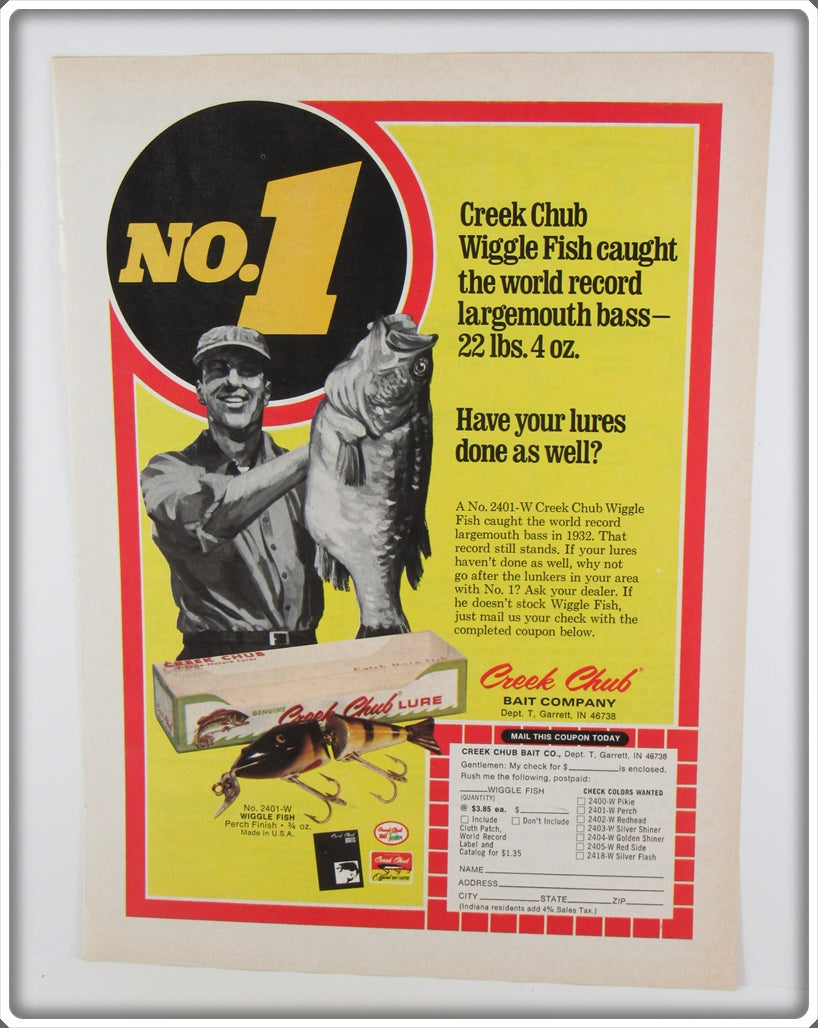 NO.1
Creek Chub
Wiggle Fish caught
the world record
largemouth bass—
22 lbs. 4 oz.
Have your lures
done as well?
A No. 2401-W Creek Chub Wiggle
Fish caught the world record
largemouth bass in 1932. That
record still stands. If your lures
haven't done as well, why not
go after the lunkers in your area
with No. 1? Ask your dealer. If
he doesn't stock Wiggle Fish,
just mail us your check with the
completed coupon below.
Creek Chub®
BAIT COMPANY
Dept. T, Garrett, IN 46738
CREEK CHUB
Catch More Fish
GENUINE Creek Chub LURE
No. 2401-W
WIGGLE FISH
Perch Finish • ¾ oz.
Made in U.S.A.
Creek Chub
BAITS
Creek Chub
Creek Chub
MAIL THIS COUPON TODAY
CREEK CHUB BAIT CO., Dept. T, Garrett, IN 46738
Gentlemen: My check for $ is enclosed.
Rush me the following, postpaid:
WIGGLE FISH
(QUANTITY)
@ $3.85 ea. $
Include Don't Include
Cloth Patch,
World Record
Label and
Catalog for $1.35
CHECK COLORS WANTED
2400-W Pikie
2401-W Perch
2402-W Redhead
2403-W Silver Shiner
2404-W Golden Shiner
2405-W Red Side
2418-W Silver Flash
NAME
ADDRESS
CITY STATE ZIP
(Indiana residents add 4% Sales Tax.)